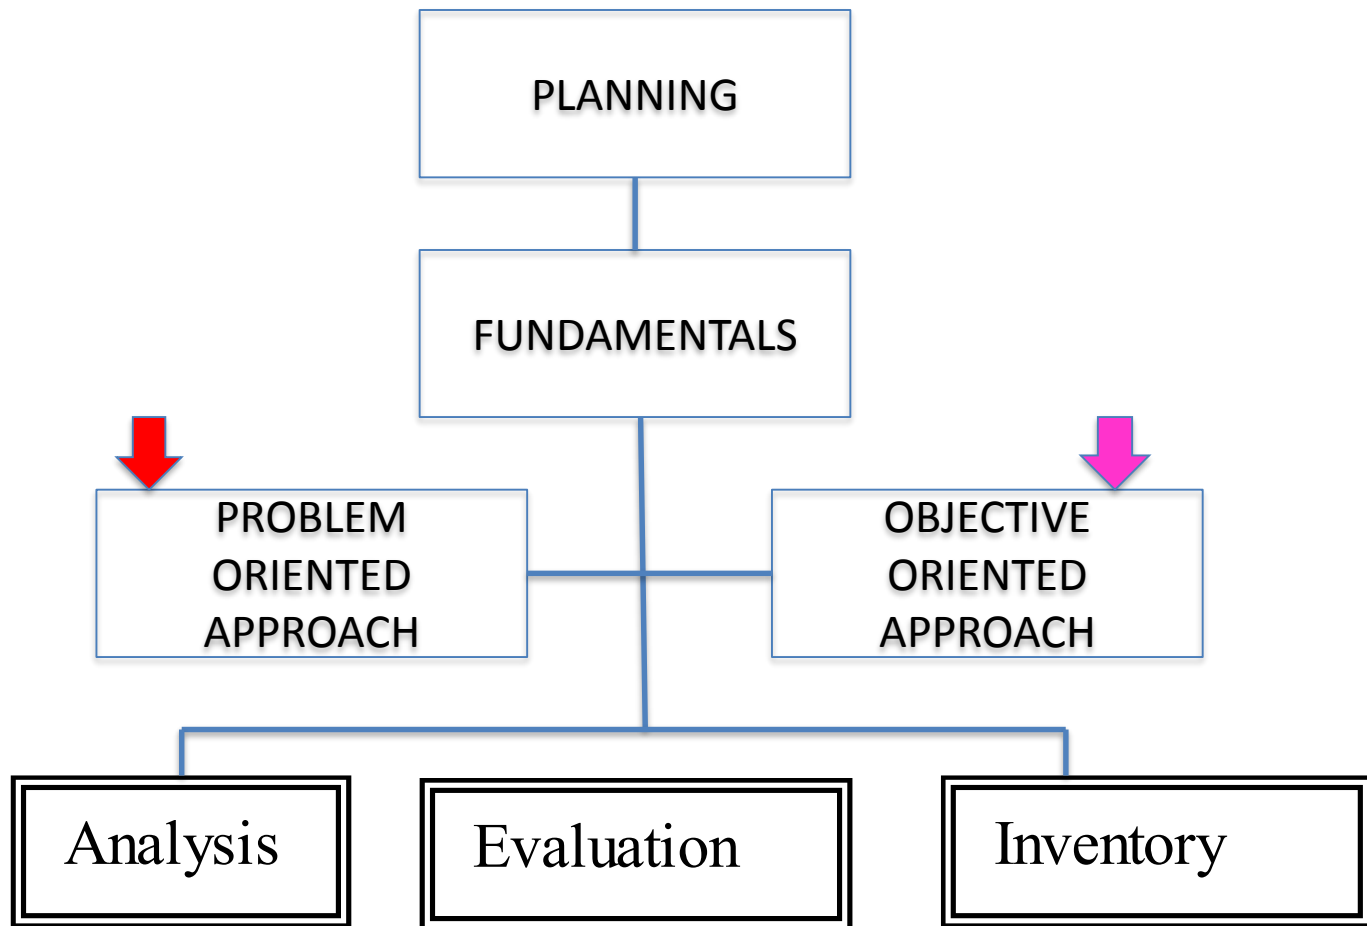 PLANNING
FUNDAMENTALS
PROBLEM
ORIENTED
APPROACH
OBJECTIVE
ORIENTED
APPROACH
Analysis
Evaluation
Inventory